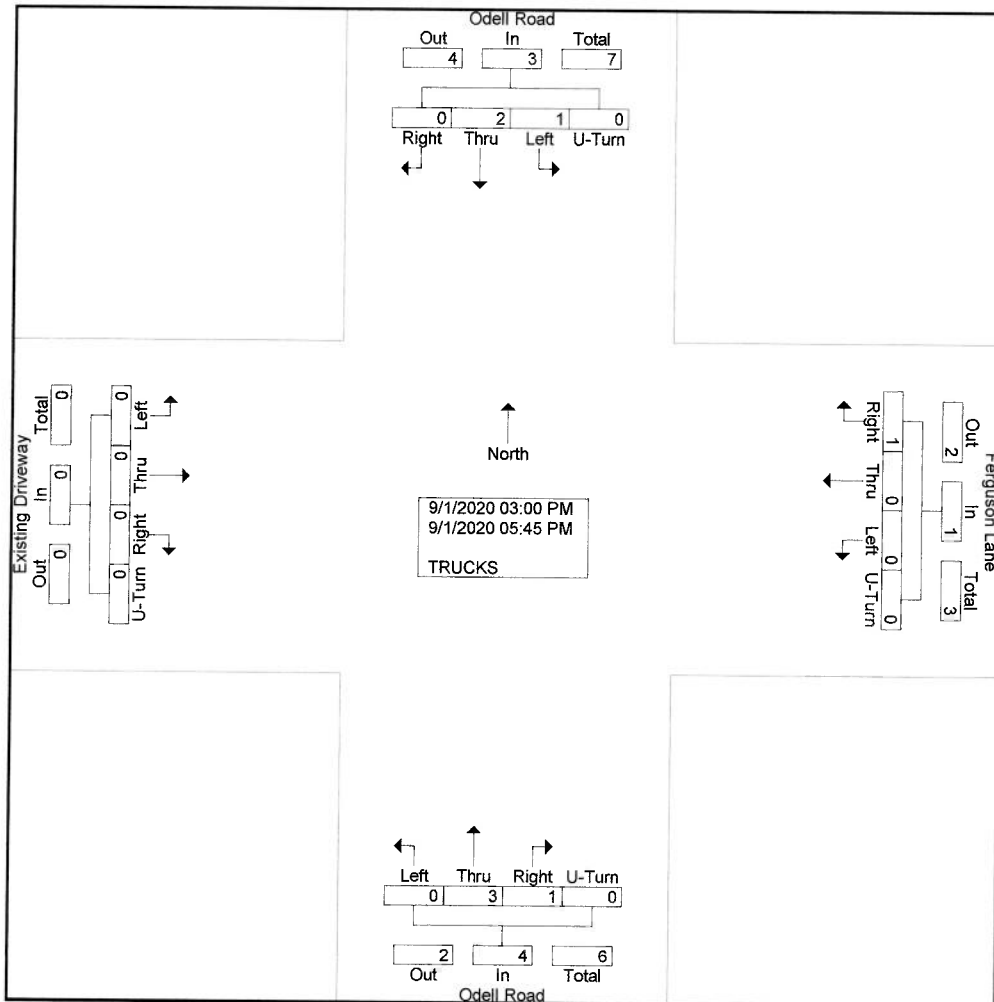 Odell Road
Out In Total
4 3 7
0 2 1 0
Right Thru Left U-Turn
Existing Driveway
Total In Out
0 0 0
0 0 0 0
Left Thru Right U-Turn
North
9/1/2020 03:00 PM
9/1/2020 05:45 PM
TRUCKS
Right Thru Left U-Turn
1 0 0 0
2 1 3
Out In Total
Ferguson Lane
Left Thru Right U-Turn
0 3 1 0
2 4 6
Out In Total
Odell Road